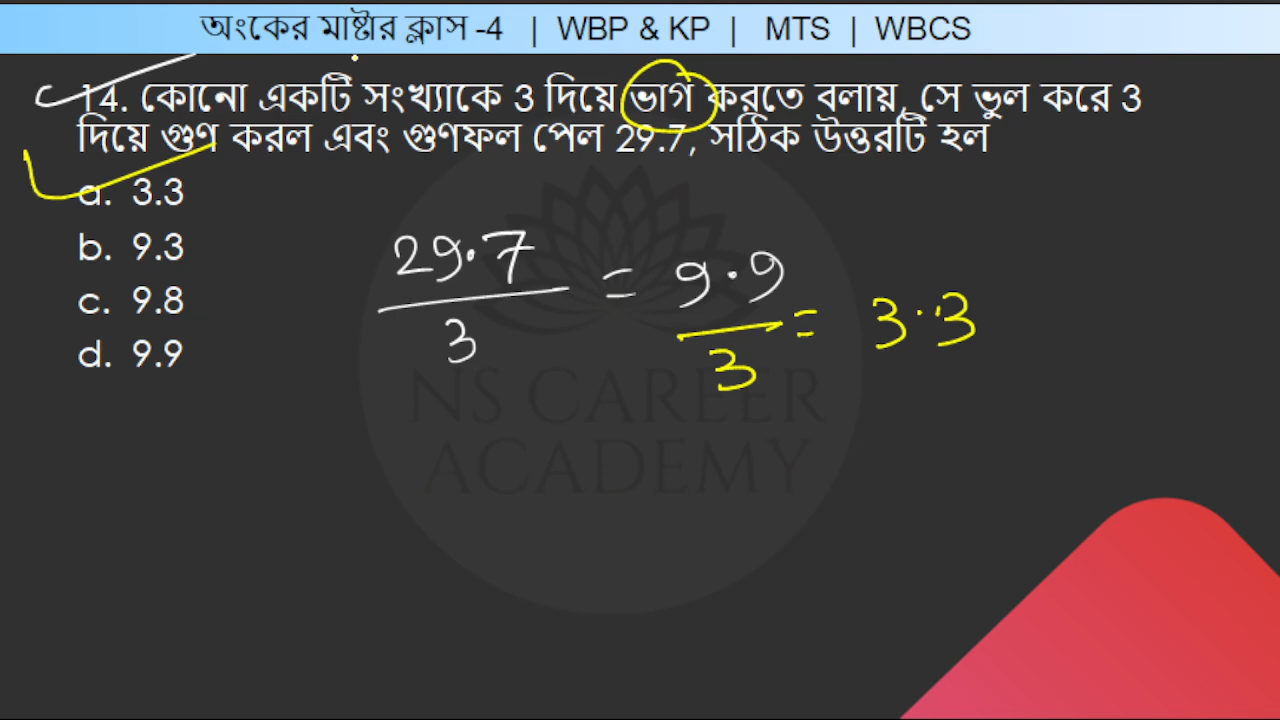 অংকের মাষ্টার ক্লাস -4 | WBP & KP | MTS | WBCS
14. কোনো একটি সংখ্যাকে 3 দিয়ে ভাগ করতে বলায়, সে ভুল করে 3
দিয়ে গুণ করল এবং গুণফল পেল 29.7, সঠিক উত্তরটি হল
a. 3.3
b. 9.3
c. 9.8
d. 9.9
29.7 = 9.9 = 3.3
3 3
NS CAREER
ACADEMY